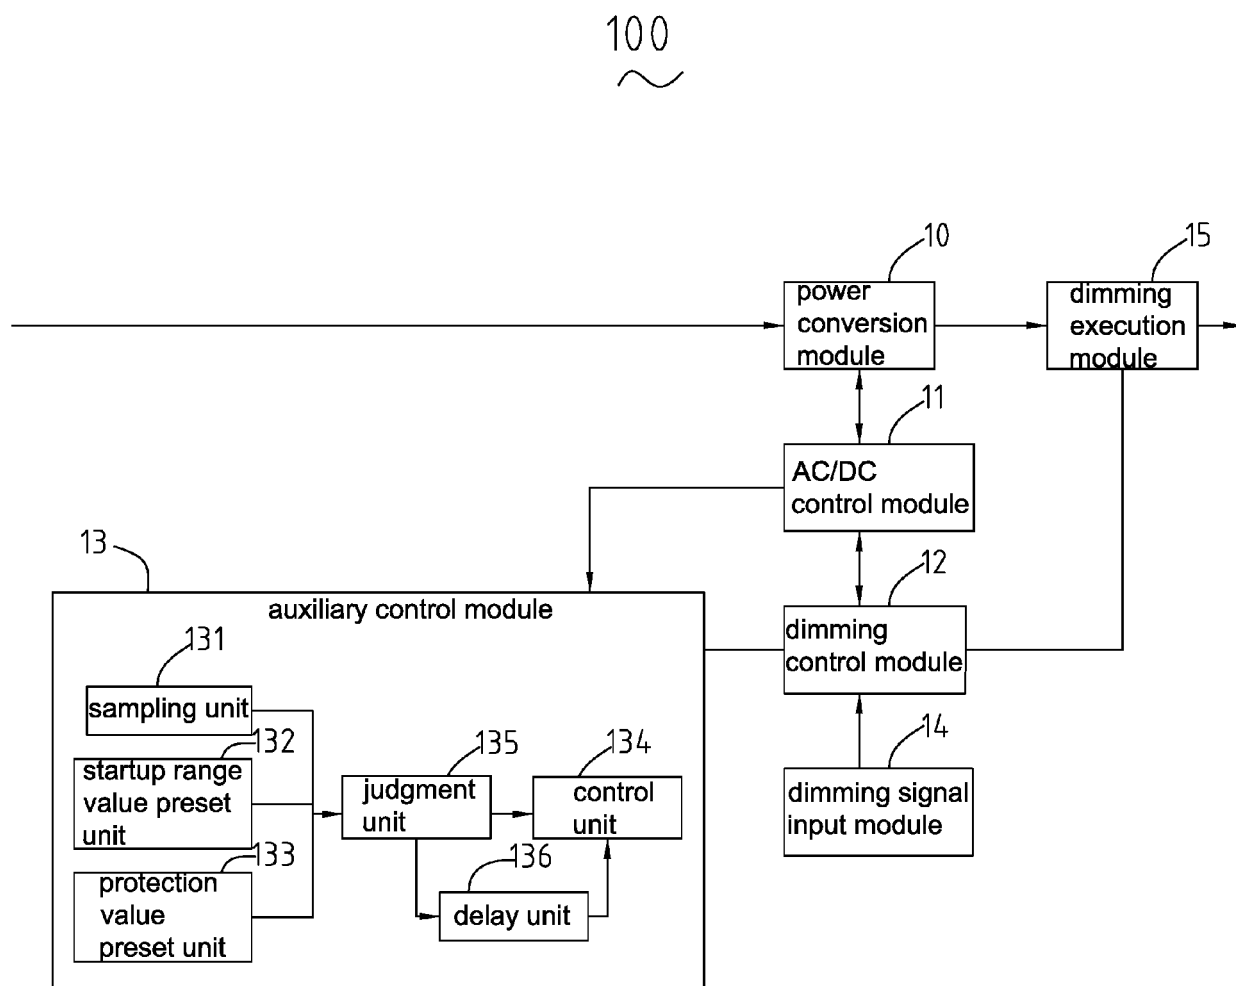 100
10
15
power
conversion
module
dimming
execution
module
11
AC/DC
control module
13
12
auxiliary control module
dimming
control module
131
sampling unit
132
startup range
value preset
unit
135
judgment
unit
134
control
unit
14
dimming signal
input module
133
protection
value
preset unit
136
delay unit